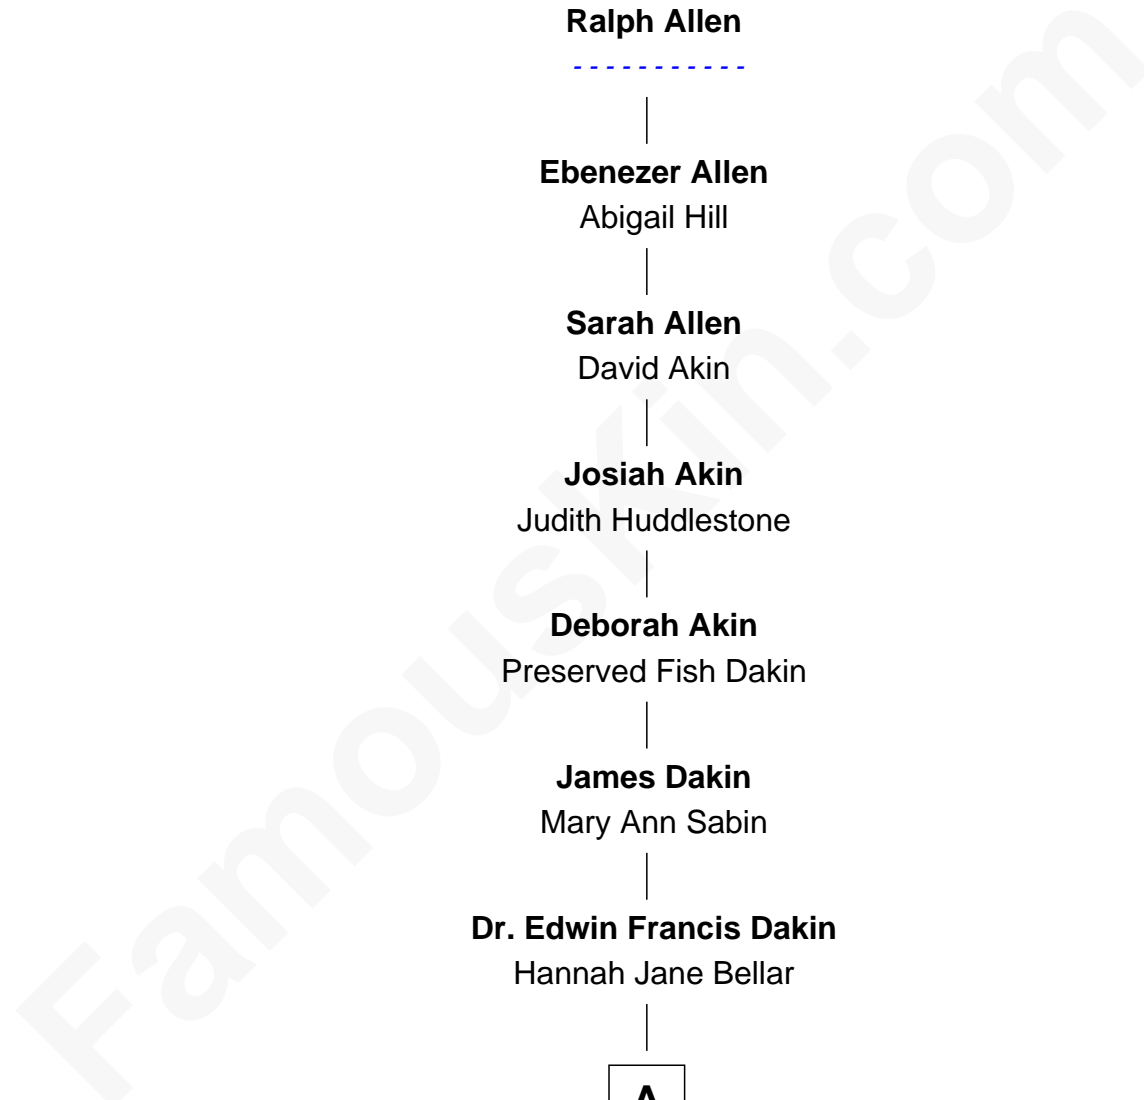 Ralph Allen
- - - - - - - - - - -
Ebenezer Allen
Abigail Hill
Sarah Allen
David Akin
Josiah Akin
Judith Huddlestone
Deborah Akin
Preserved Fish Dakin
James Dakin
Mary Ann Sabin
Dr. Edwin Francis Dakin
Hannah Jane Bellar
A
FamousKin.com